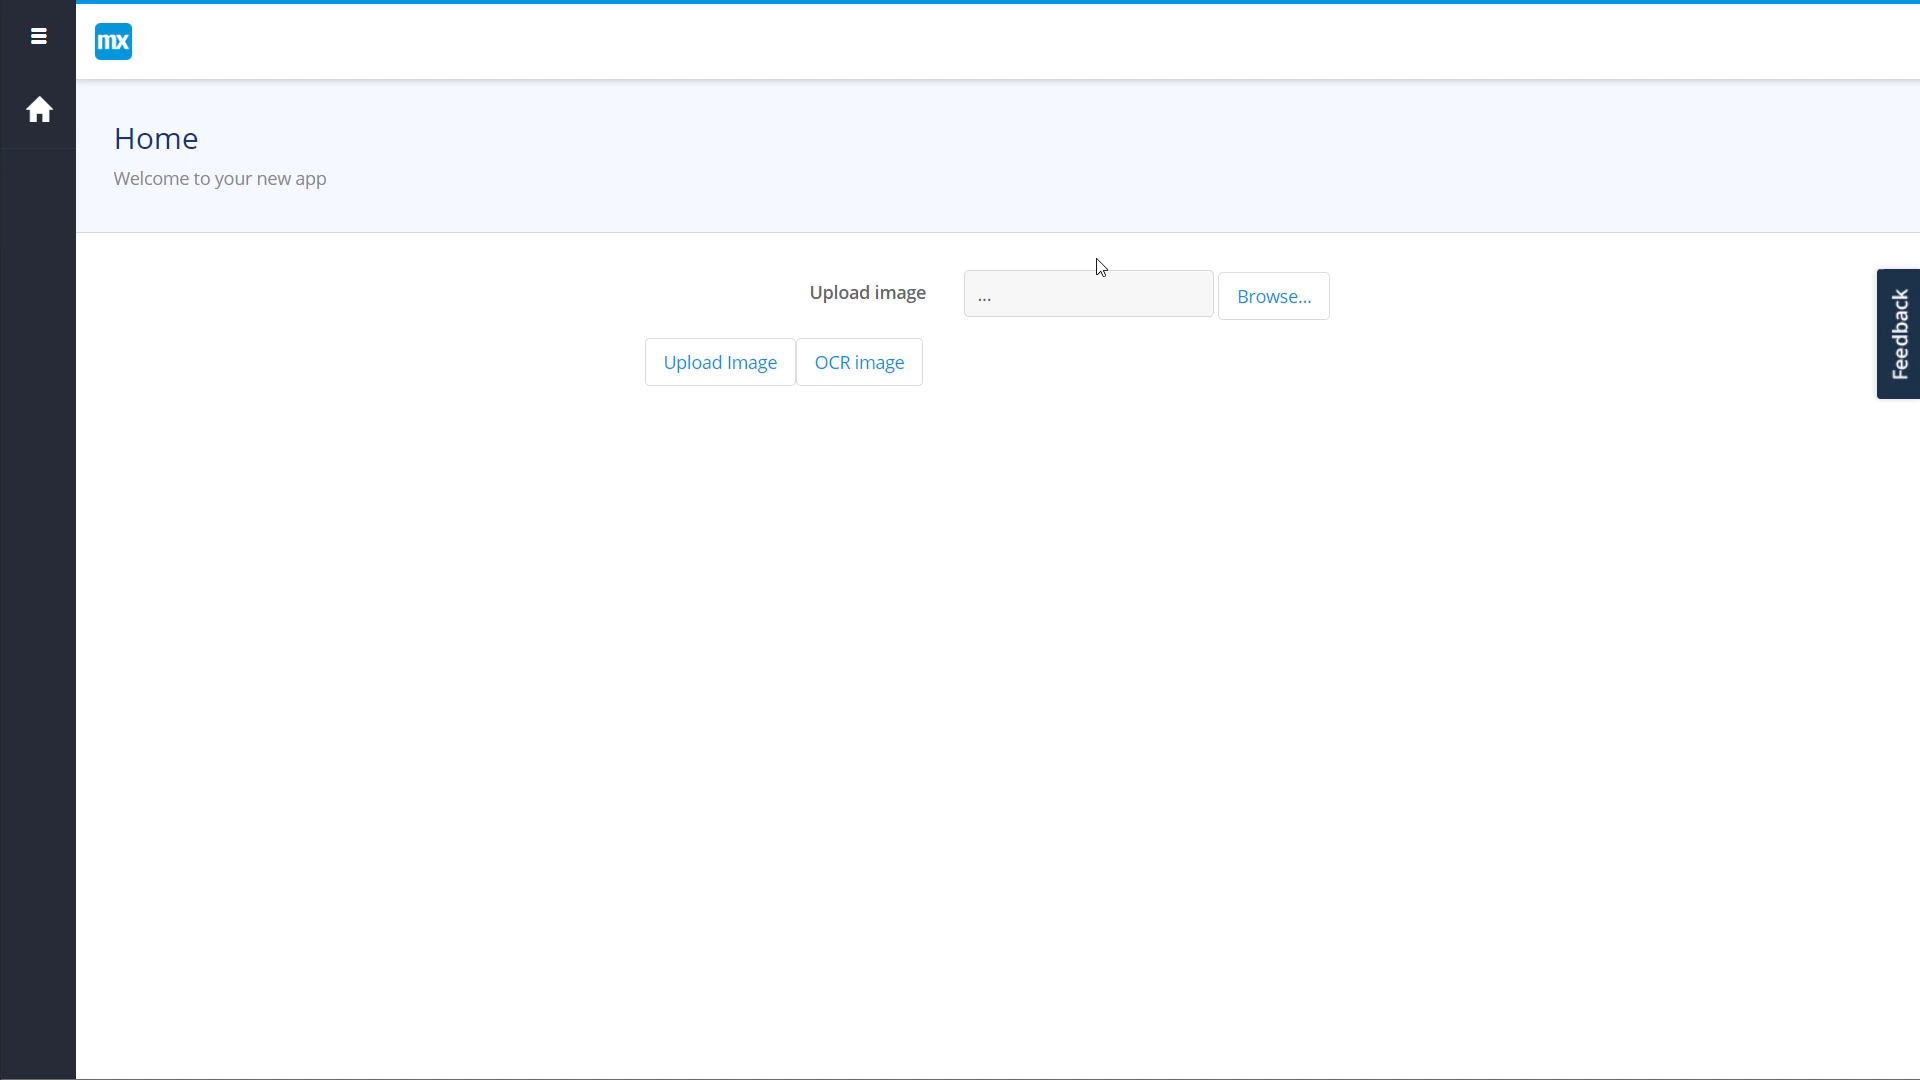 mx
Home
Welcome to your new app
Upload image
...
Browse...
Upload Image
OCR image
Feedback